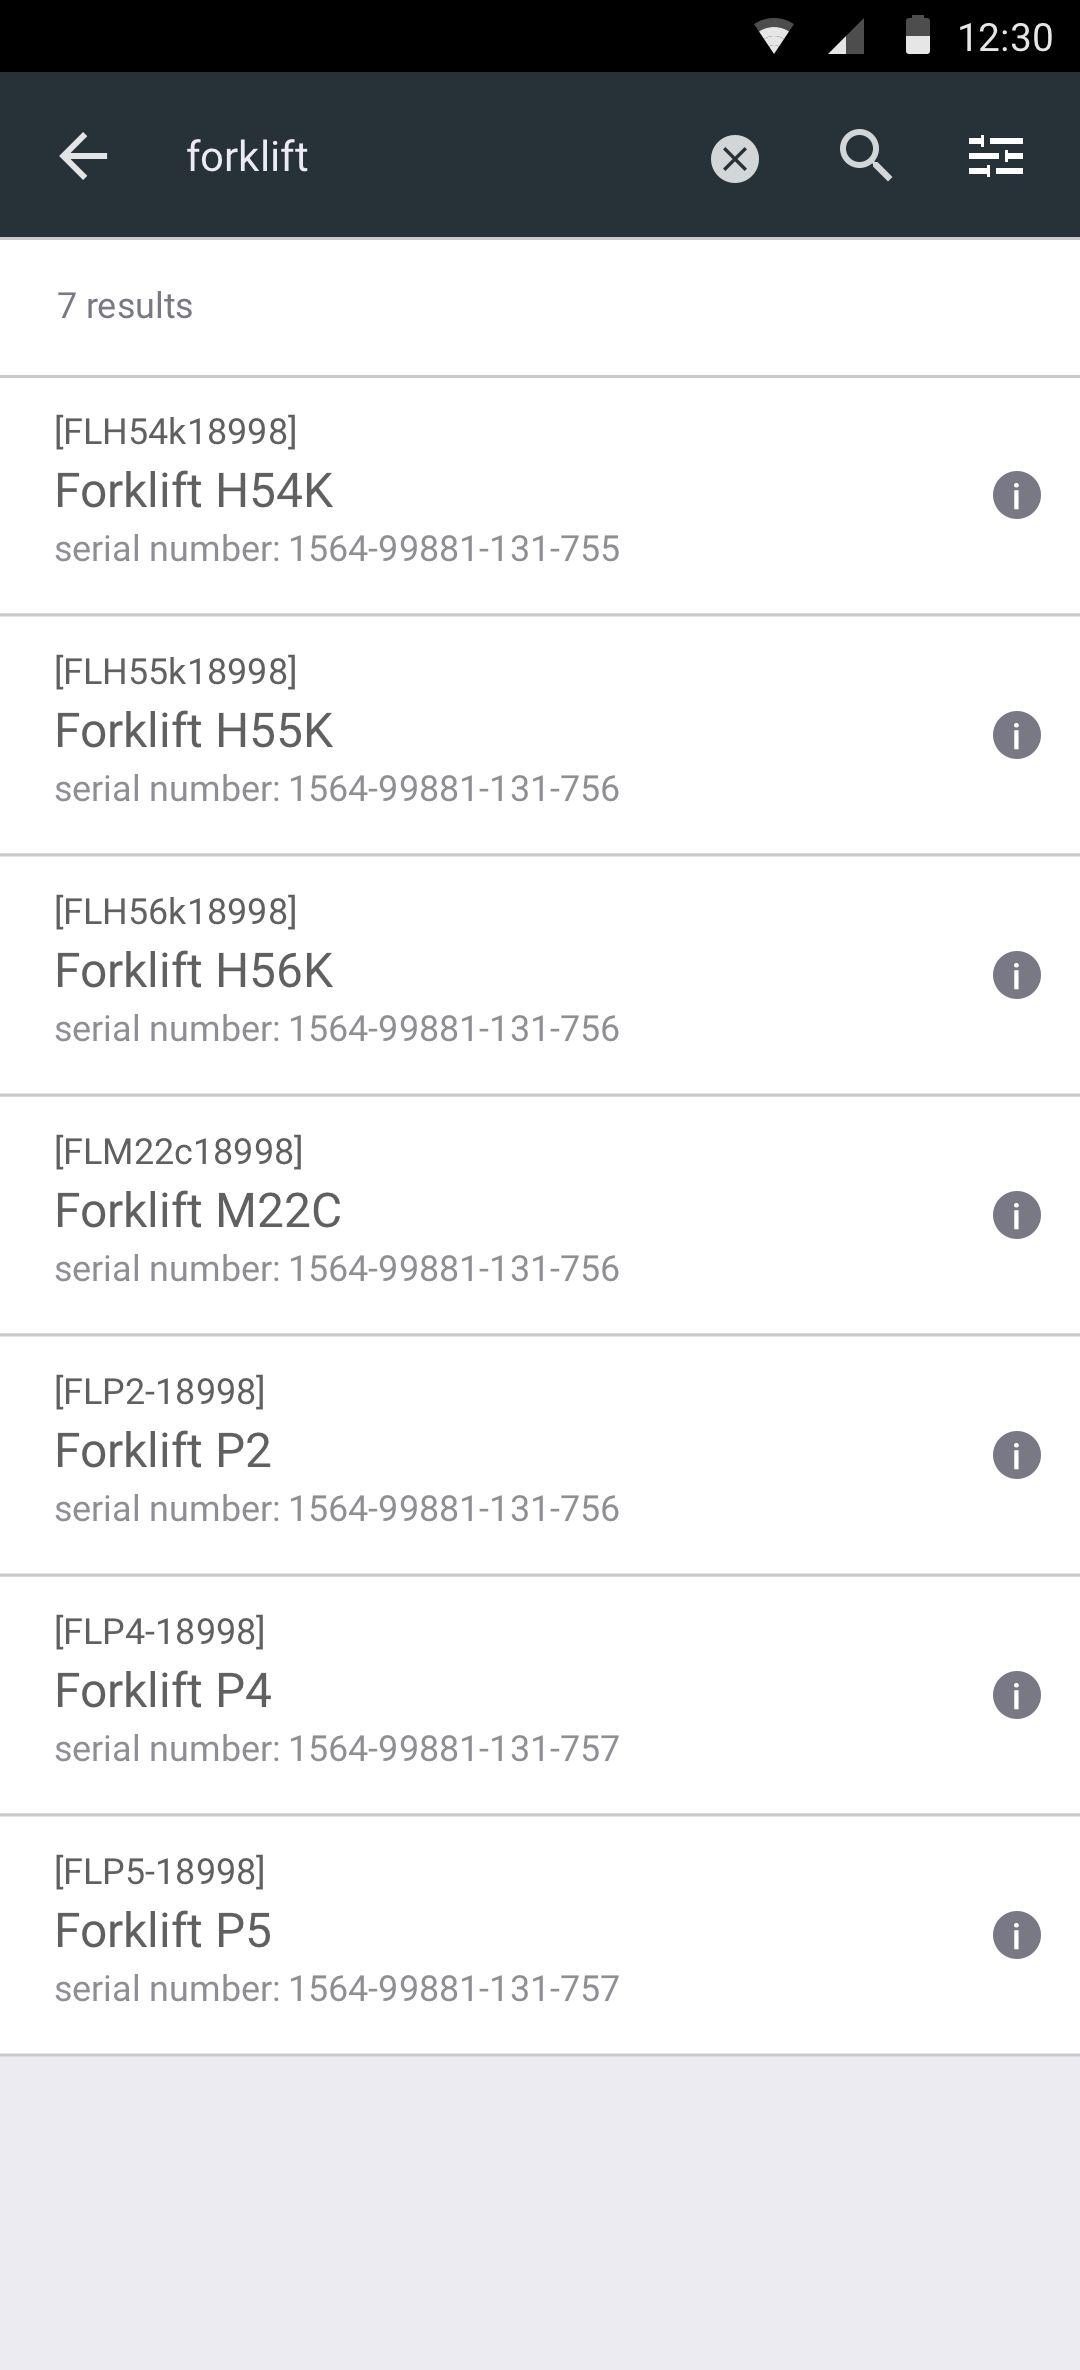 12:30
forklift
7 results
[FLH54k18998]
Forklift H54K
serial number: 1564-99881-131-755
[FLH55k18998]
Forklift H55K
serial number: 1564-99881-131-756
[FLH56k18998]
Forklift H56K
serial number: 1564-99881-131-756
[FLM22c18998]
Forklift M22C
serial number: 1564-99881-131-756
[FLP2-18998]
Forklift P2
serial number: 1564-99881-131-756
[FLP4-18998]
Forklift P4
serial number: 1564-99881-131-757
[FLP5-18998]
Forklift P5
serial number: 1564-99881-131-757